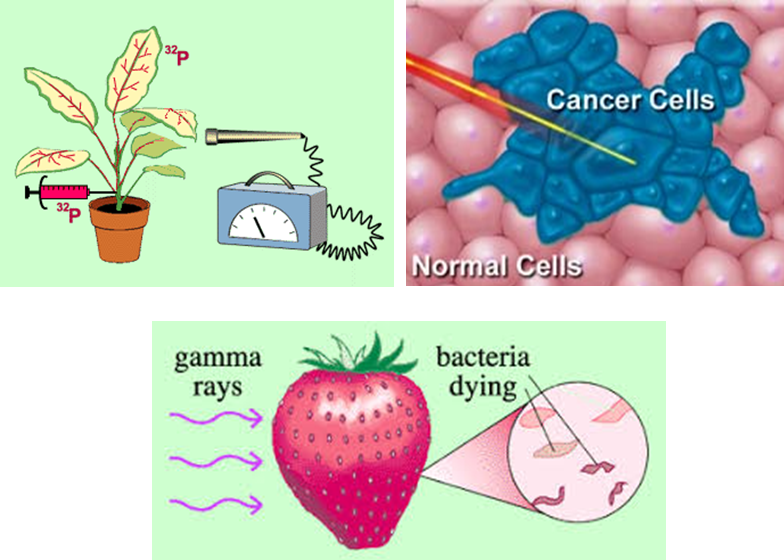 ³²P
³²P
Cancer Cells
Normal Cells
gamma
rays
bacteria
dying